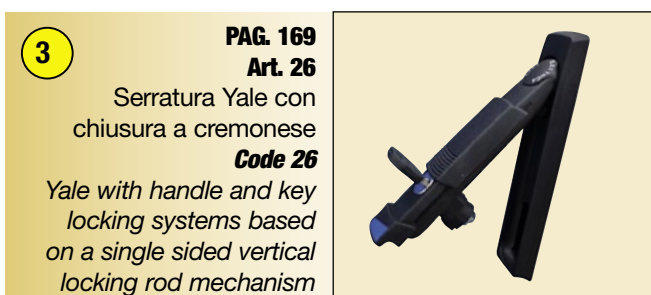 3
PAG. 169
Art. 26
Serratura Yale con
chiusura a cremonese
Code 26
Yale with handle and key
locking systems based
on a single sided vertical
locking rod mechanism